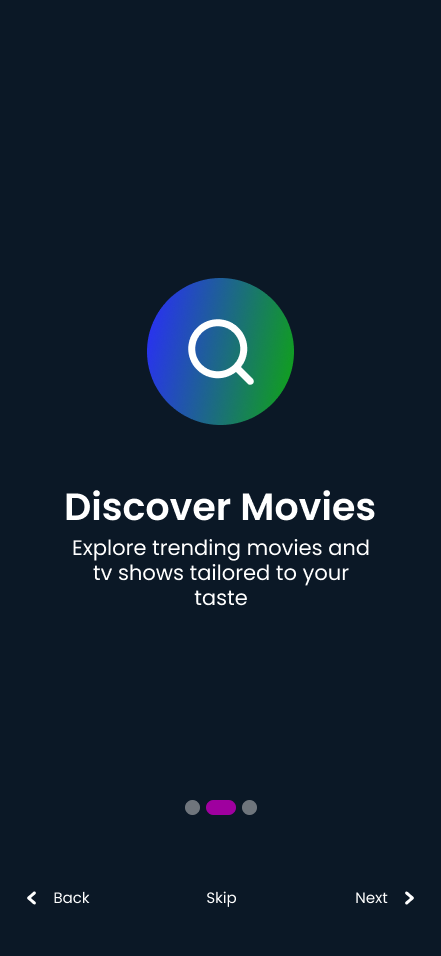 Discover Movies
Explore trending movies and
tv shows tailored to your
taste
Back
Skip
Next